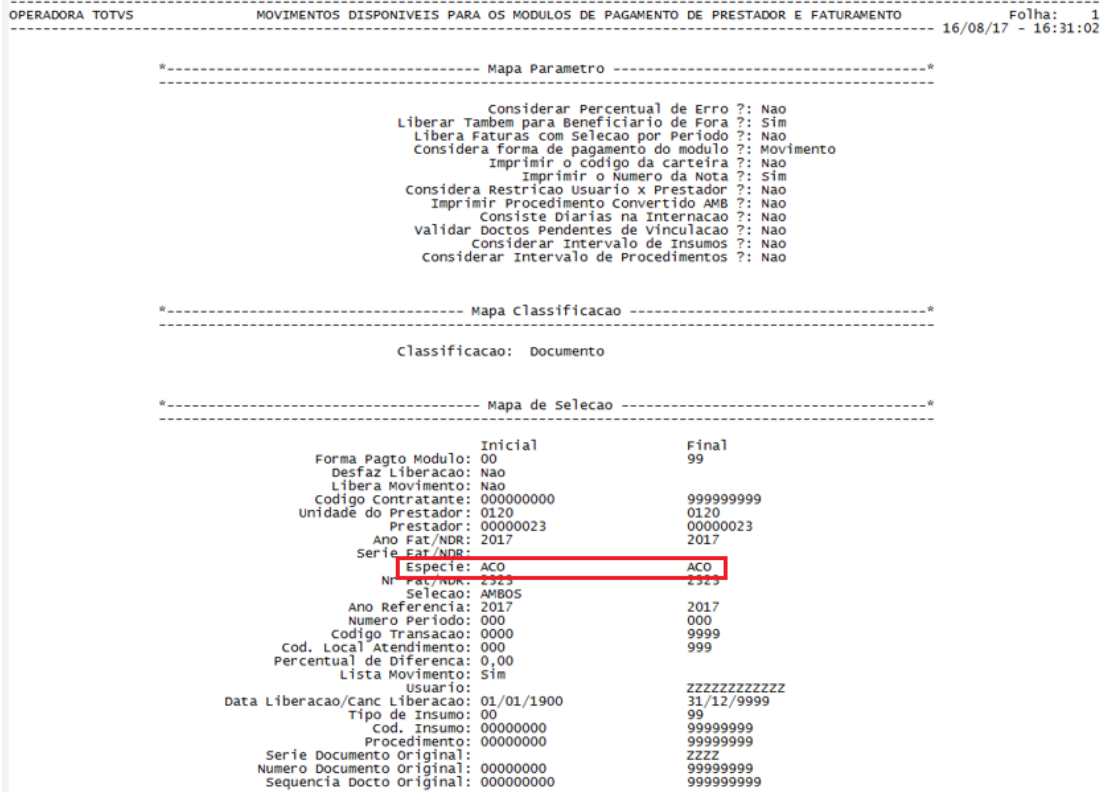 OPERADORA TOTVS MOVIMENTOS DISPONIVEIS PARA OS MODULOS DE PAGAMENTO DE PRESTADOR E FATURAMENTO Folha: 1
16/08/17 - 16:31:02
*-------------------------------------- Mapa Parametro --------------------------------------*
Considerar Percentual de Erro ?: Nao
Liberar Tambem para Beneficiario de Fora ?: Sim
Libera Faturas com Selecao por Periodo ?: Nao
Considera forma de pagamento do modulo ?: Movimento
Imprimir o codigo da carteira ?: Nao
Imprimir o Numero da Nota ?: Sim
Considera Restricao Usuario x Prestador ?: Nao
Imprimir Procedimento Convertido AMB ?: Nao
Consiste Diarias na Internacao ?: Nao
Validar Doctos Pendentes de Vinculacao ?: Nao
Considerar Intervalo de Insumos ?: Nao
Considerar Intervalo de Procedimentos ?: Nao
*------------------------------------ Mapa Classificacao ------------------------------------*
Classificacao: Documento
*-------------------------------------- Mapa de Selecao -------------------------------------*
Inicial Final
Forma Pagto Modulo: 00 99
Desfaz Liberacao: Nao
Libera Movimento: Nao
Codigo Contratante: 000000000 999999999
Unidade do Prestador: 0120 0120
Prestador: 00000023 00000023
Ano Fat/NDR: 2017 2017
Serie Fat/NDR:
Especie: ACO ACO
Nr Fat/NDR: 2323 2323
Selecao: AMBOS
Ano Referencia: 2017 2017
Numero Periodo: 000 000
Codigo Transacao: 0000 9999
Cod. Local Atendimento: 000 999
Percentual de Diferenca: 0,00
Lista Movimento: Sim
Usuario: ZZZZZZZZZZZZ
Data Liberacao/Canc Liberacao: 01/01/1900 31/12/9999
Tipo de Insumo: 00 99
Cod. Insumo: 00000000 99999999
Procedimento: 00000000 99999999
Serie Documento Original: ZZZZ
Numero Documento Original: 00000000 99999999
Sequencia Docto Original: 000000000 999999999